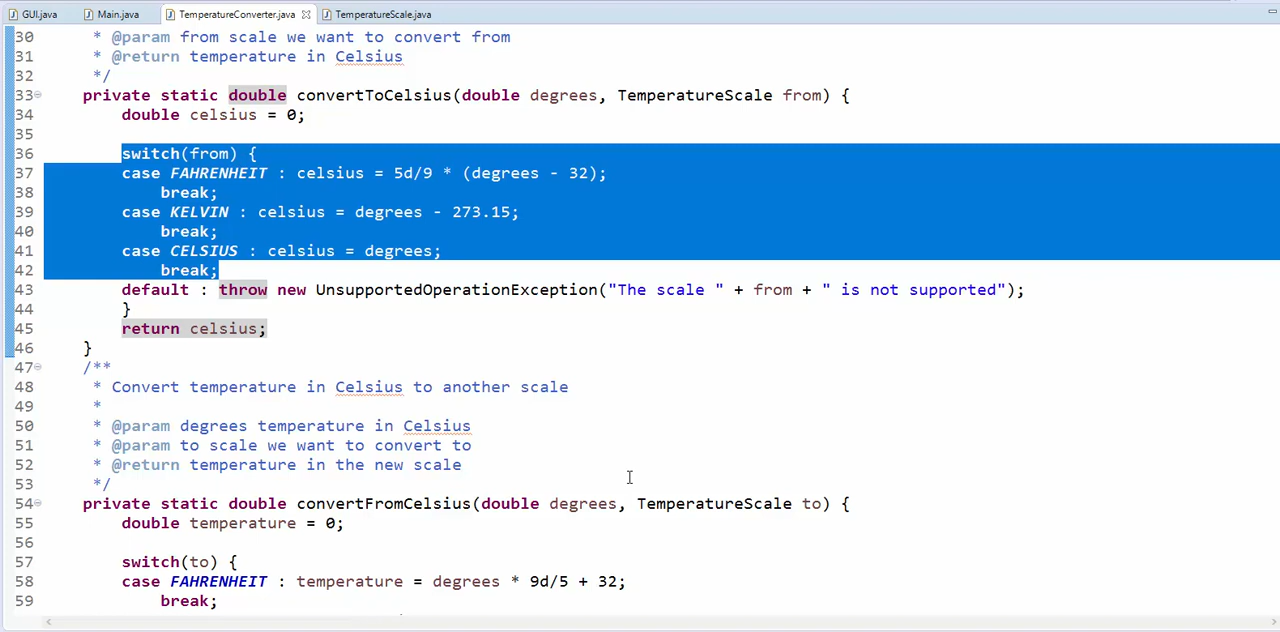 GUI.java Main.java TemperatureConverter.java TemperatureScale.java
30 * @param from scale we want to convert from
31 * @return temperature in Celsius
32 */
33 private static double convertToCelsius(double degrees, TemperatureScale from) {
34 double celsius = 0;
35
36 switch(from) {
37 case FAHRENHEIT : celsius = 5d/9 * (degrees - 32);
38 break;
39 case KELVIN : celsius = degrees - 273.15;
40 break;
41 case CELSIUS : celsius = degrees;
42 break;
43 default : throw new UnsupportedOperationException("The scale " + from + " is not supported");
44 }
45 return celsius;
46 }
47 /**
48 * Convert temperature in Celsius to another scale
49 *
50 * @param degrees temperature in Celsius
51 * @param to scale we want to convert to
52 * @return temperature in the new scale
53 */
54 private static double convertFromCelsius(double degrees, TemperatureScale to) {
55 double temperature = 0;
56
57 switch(to) {
58 case FAHRENHEIT : temperature = degrees * 9d/5 + 32;
59 break;